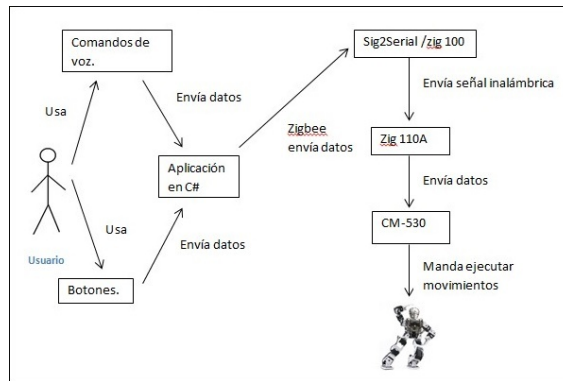 Comandos de
voz.
Sig2Serial /zig 100
Envía datos
Envía señal inalámbrica
Usa
Zigbee
envía datos
Zig 110A
Aplicación
en C#
Envía datos
CM-530
Usa
Envía datos
Usuario
Botones.
Manda ejecutar
movimientos